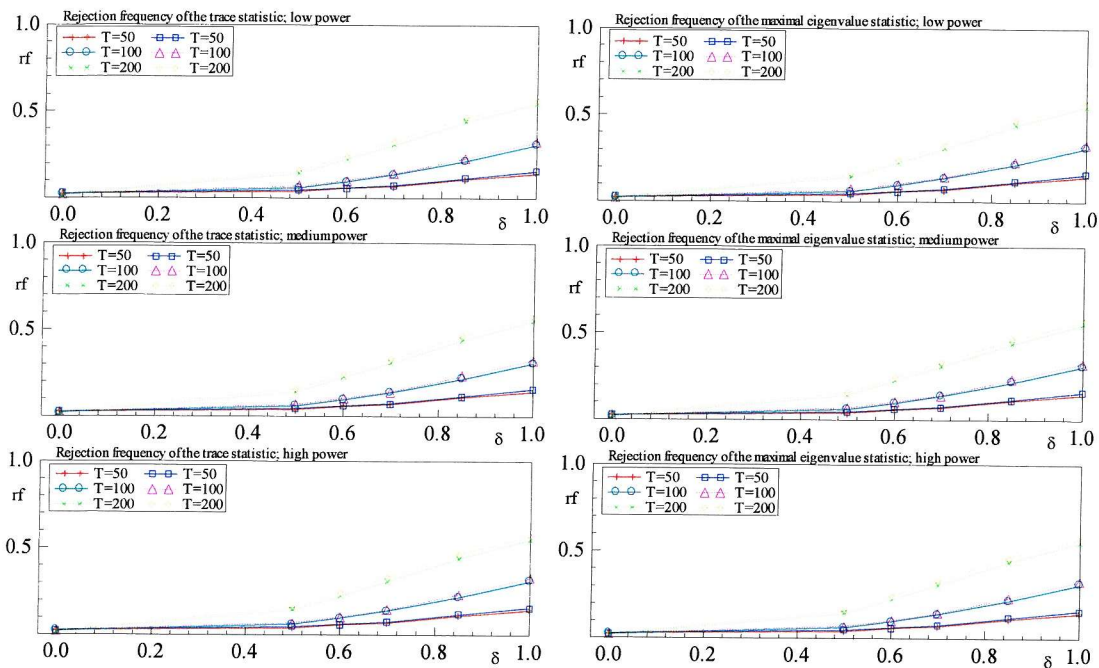 Rejection frequency of the trace statistic; low power
1.0
rf
T=50 T=50
T=100 T=100
T=200 T=200
0.5
0.0 0.2 0.4 0.6 0.8 δ 1.0
Rejection frequency of the maximal eigenvalue statistic; low power
1.0
rf
T=50 T=50
T=100 T=100
T=200 T=200
0.5
0.0 0.2 0.4 0.6 0.8 δ 1.0
Rejection frequency of the trace statistic; medium power
1.0
rf
T=50 T=50
T=100 T=100
T=200 T=200
0.5
0.0 0.2 0.4 0.6 0.8 δ 1.0
Rejection frequency of the maximal eigenvalue statistic; medium power
1.0
rf
T=50 T=50
T=100 T=100
T=200 T=200
0.5
0.0 0.2 0.4 0.6 0.8 δ 1.0
Rejection frequency of the trace statistic; high power
1.0
rf
T=50 T=50
T=100 T=100
T=200 T=200
0.5
0.0 0.2 0.4 0.6 0.8 δ 1.0
Rejection frequency of the maximal eigenvalue statistic; high power
1.0
rf
T=50 T=50
T=100 T=100
T=200 T=200
0.5
0.0 0.2 0.4 0.6 0.8 δ 1.0